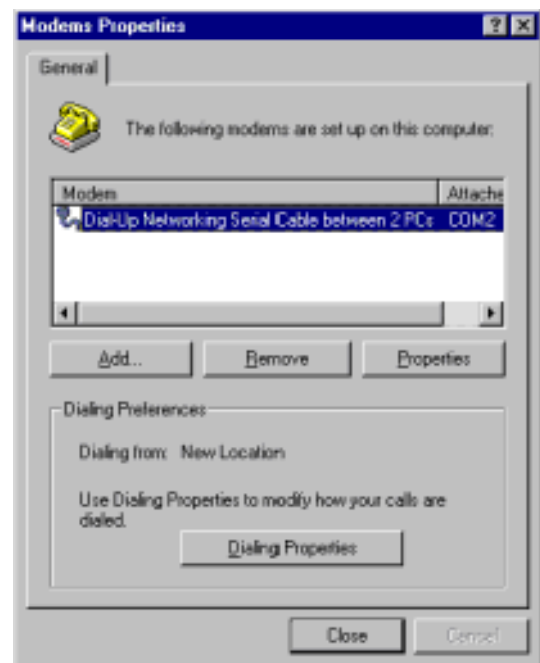 Modems Properties
General
The following modems are set up on this computer:
Modem Attache
Dial-Up Networking Serial Cable between 2 PCs COM2
Add... Remove Properties
Dialing Preferences
Dialing from: New Location
Use Dialing Properties to modify how your calls are
dialed.
Dialing Properties
Close Cancel